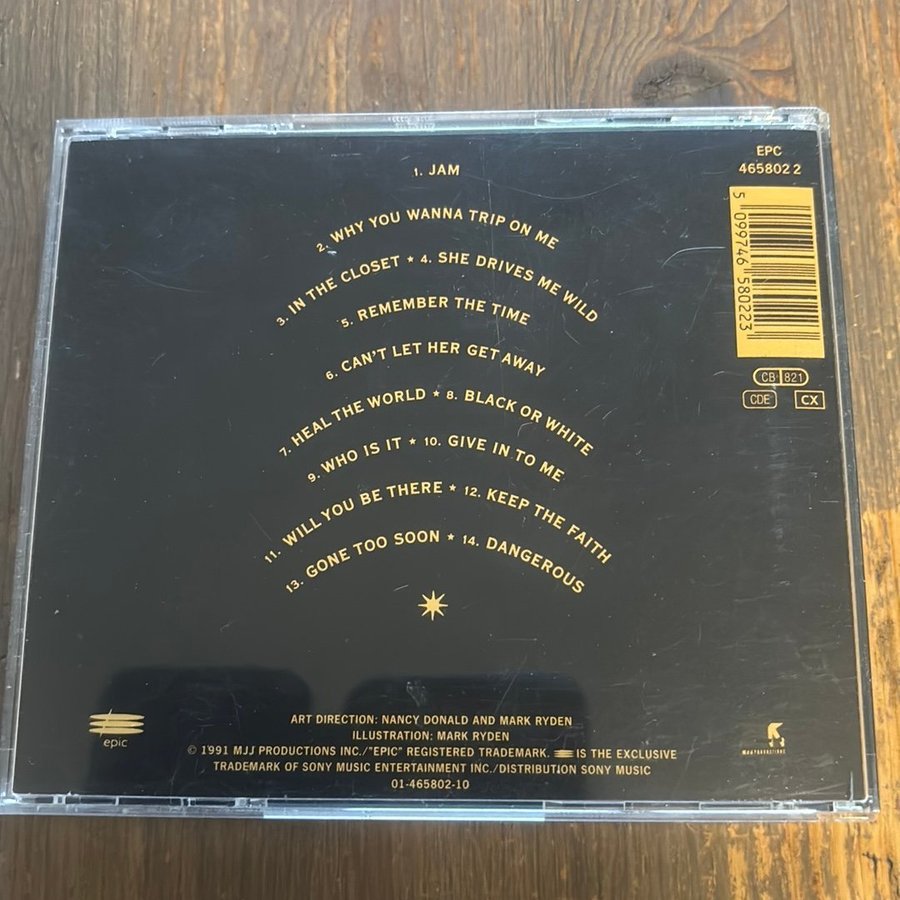 1. JAM
2. WHY YOU WANNA TRIP ON ME
3. IN THE CLOSET ★ 4. SHE DRIVES ME WILD
5. REMEMBER THE TIME
6. CAN'T LET HER GET AWAY
7. HEAL THE WORLD ★ 8. BLACK OR WHITE
9. WHO IS IT ★ 10. GIVE IN TO ME
11. WILL YOU BE THERE ★ 12. KEEP THE FAITH
13. GONE TOO SOON ★ 14. DANGEROUS
EPC
465802 2
5 099746 580223
CB 821
CDE CX
epic
ART DIRECTION: NANCY DONALD AND MARK RYDEN
ILLUSTRATION: MARK RYDEN
© 1991 MJJ PRODUCTIONS INC./"EPIC" REGISTERED TRADEMARK. IS THE EXCLUSIVE
TRADEMARK OF SONY MUSIC ENTERTAINMENT INC./DISTRIBUTION SONY MUSIC
01-465802-10